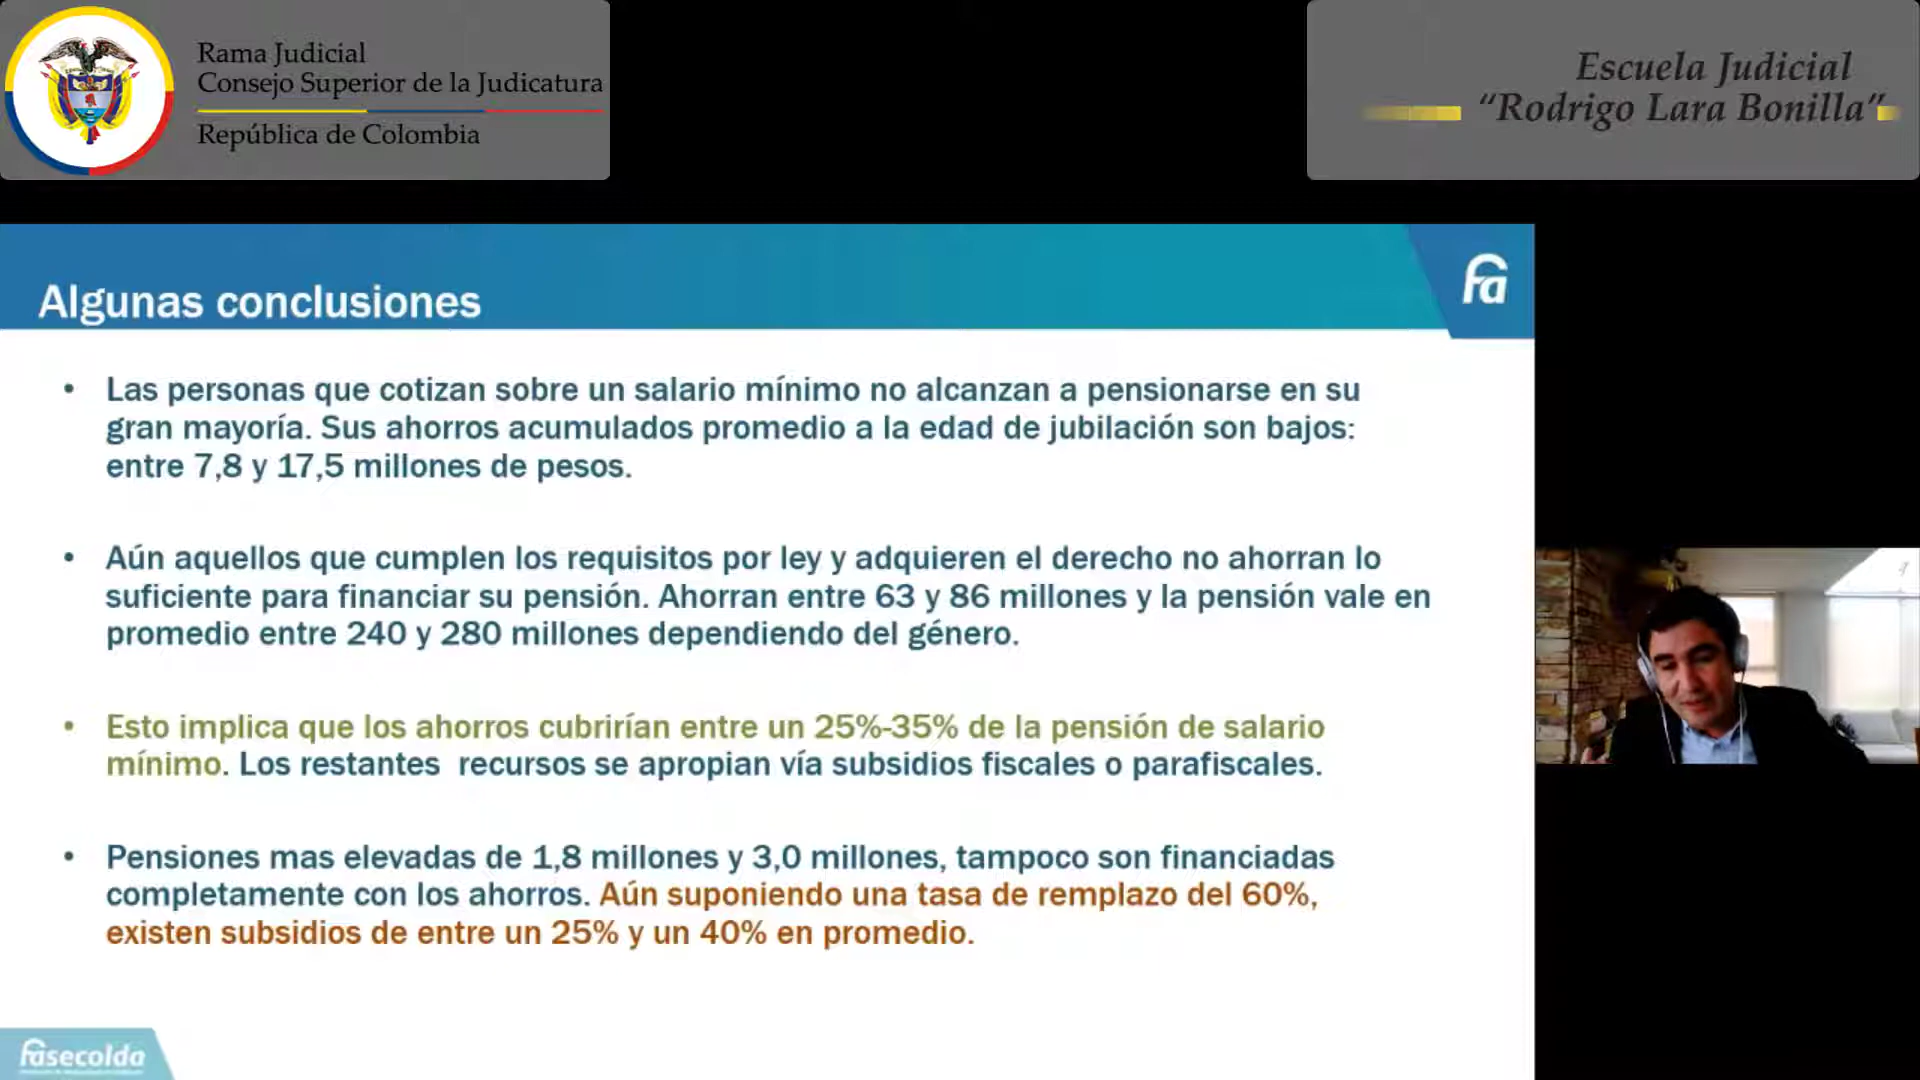 Rama Judicial
Consejo Superior de la Judicatura
República de Colombia
Escuela Judicial
“Rodrigo Lara Bonilla”
Algunas conclusiones
fa
• Las personas que cotizan sobre un salario mínimo no alcanzan a pensionarse en su
gran mayoría. Sus ahorros acumulados promedio a la edad de jubilación son bajos:
entre 7,8 y 17,5 millones de pesos.
• Aún aquellos que cumplen los requisitos por ley y adquieren el derecho no ahorran lo
suficiente para financiar su pensión. Ahorran entre 63 y 86 millones y la pensión vale en
promedio entre 240 y 280 millones dependiendo del género.
• Esto implica que los ahorros cubrirían entre un 25%-35% de la pensión de salario
mínimo. Los restantes recursos se apropian vía subsidios fiscales o parafiscales.
• Pensiones mas elevadas de 1,8 millones y 3,0 millones, tampoco son financiadas
completamente con los ahorros. Aún suponiendo una tasa de remplazo del 60%,
existen subsidios de entre un 25% y un 40% en promedio.
fasecolda